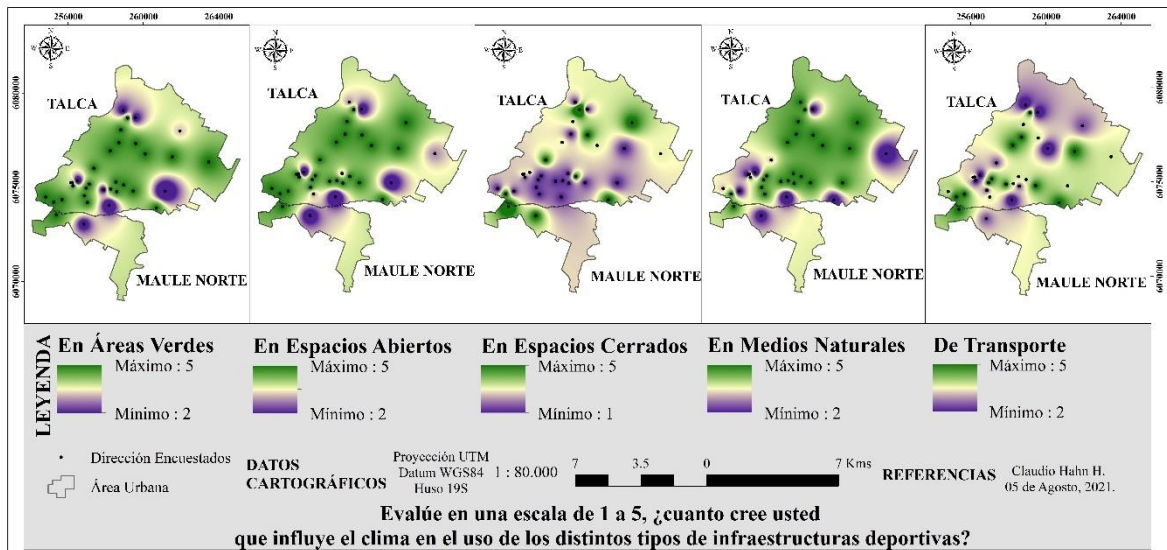 256000 260000 264000
256000 260000 264000
N
W E
S
N
W E
S
N
W E
S
N
W E
S
N
W E
S
6080000
6075000
6070000
6080000
6075000
6070000
TALCA
TALCA
TALCA
TALCA
TALCA
MAULE NORTE
MAULE NORTE
MAULE NORTE
MAULE NORTE
MAULE NORTE
LEYENDA
En Áreas Verdes
Máximo : 5
Mínimo : 2
En Espacios Abiertos
Máximo : 5
Mínimo : 2
En Espacios Cerrados
Máximo : 5
Mínimo : 1
En Medios Naturales
Máximo : 5
Mínimo : 2
De Transporte
Máximo : 5
Mínimo : 2
Dirección Encuestados
Área Urbana
DATOS
CARTOGRÁFICOS
Proyección UTM
Datum WGS84
Huso 19S
1 : 80.000
7 3.5 0 7 Kms
REFERENCIAS
Claudio Hahn H.
05 de Agosto, 2021.
Evalúe en una escala de 1 a 5, ¿cuanto cree usted
que influye el clima en el uso de los distintos tipos de infraestructuras deportivas?